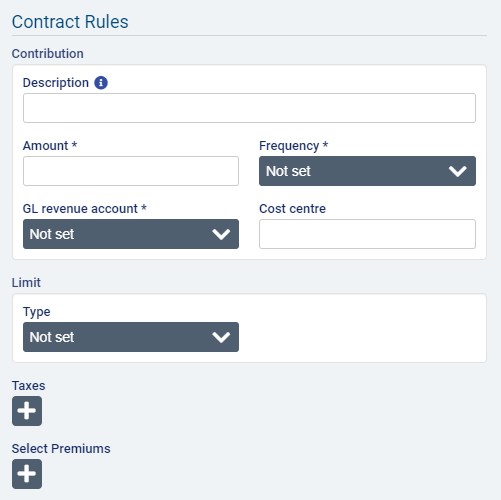 Contract Rules
Contribution
Description
Amount *
Frequency *
Not set
GL revenue account *
Cost centre
Not set
Limit
Type
Not set
Taxes
Select Premiums